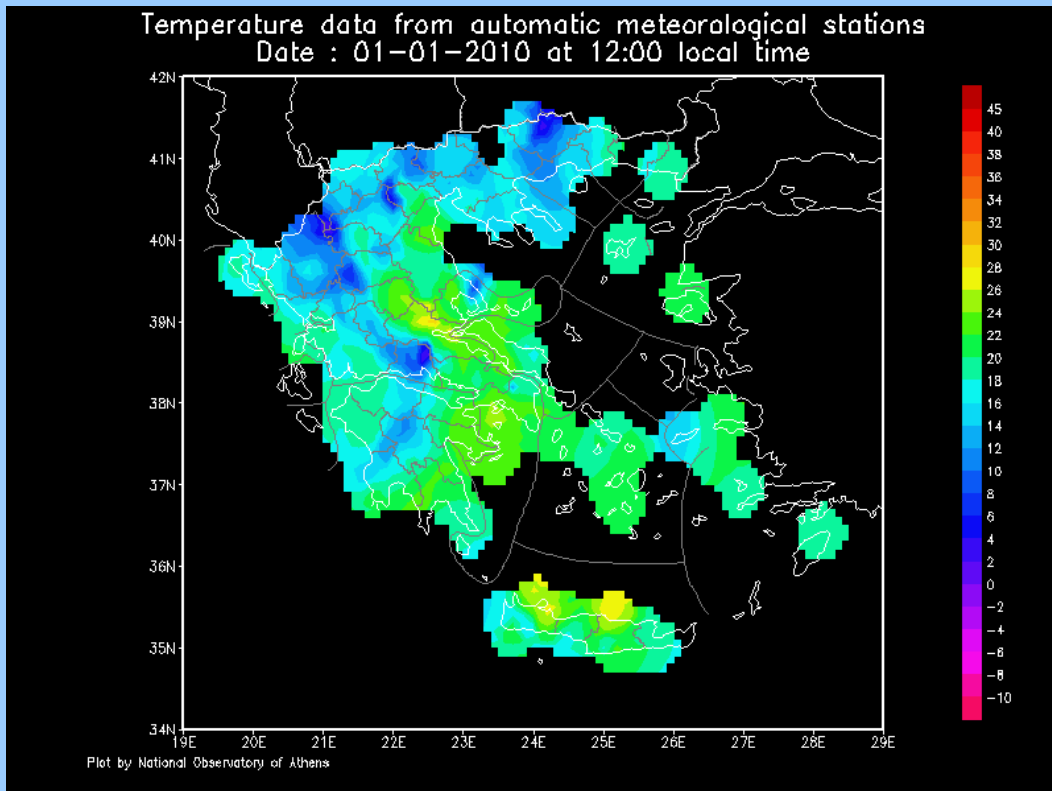 Temperature data from automatic meteoralogical stations
Date : 01-01-2010 at 12:00 local time
42N
41N
40N
39N
38N
37N
36N
35N
34N
19E 20E 21E 22E 23E 24E 25E 26E 27E 28E 29E
45
40
38
36
34
32
30
28
26
24
22
20
18
16
14
12
10
8
6
4
2
0
-2
-4
-6
-8
-10
Plot by National Observatory of Athens